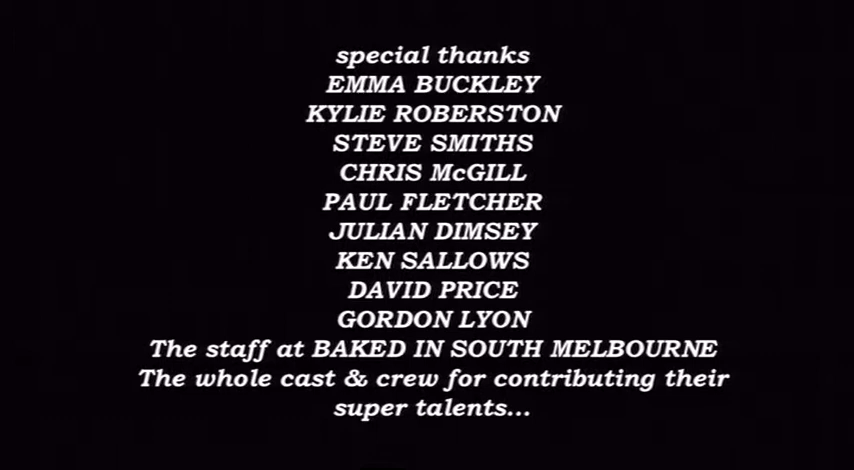 special thanks
EMMA BUCKLEY
KYLIE ROBERSTON
STEVE SMITHS
CHRIS McGILL
PAUL FLETCHER
JULIAN DIMSEY
KEN SALLOWS
DAVID PRICE
GORDON LYON
The staff at BAKED IN SOUTH MELBOURNE
The whole cast & crew for contributing their
super talents...